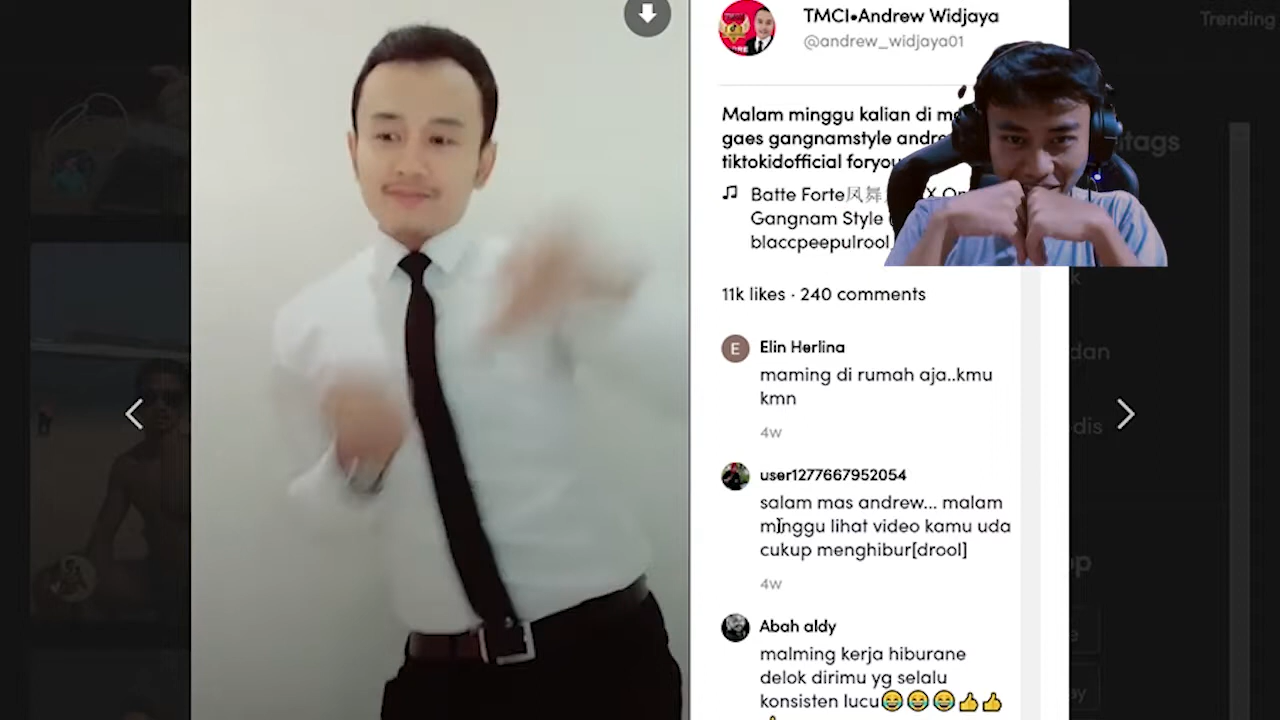 Trending
TMCI•Andrew Widjaya
@andrew_widjaya01
Malam minggu kalian di
gaes gangnamstyle
tiktokidofficial
Batte Forte凤舞 X
Gangnam Style
blaccpeepulrool
11k likes · 240 comments
E
Elin Herlina
maming di rumah aja..kmu
kmn
4w
user1277667952054
salam mas andrew... malam
minggu lihat video kamu uda
cukup menghibur[drool]
4w
Abah aldy
malming kerja hiburane
delok dirimu yg selalu
konsisten lucu😂😂😂👍👍